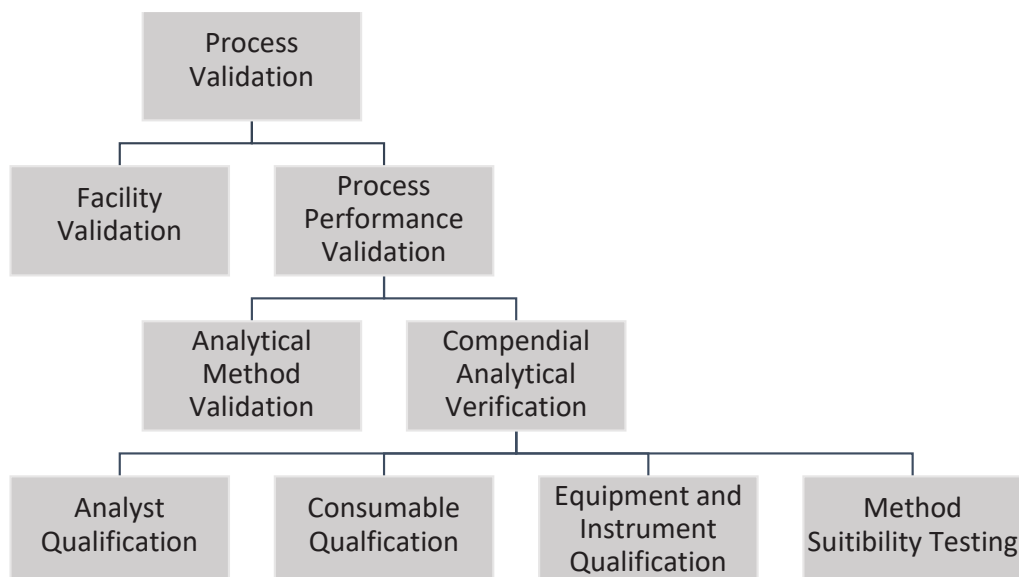 Process
Validation
Facility
Validation
Process
Performance
Validation
Analytical
Method
Validation
Compendial
Analytical
Verification
Analyst
Qualification
Consumable
Qualfication
Equipment and
Instrument
Qualification
Method
Suitibility Testing